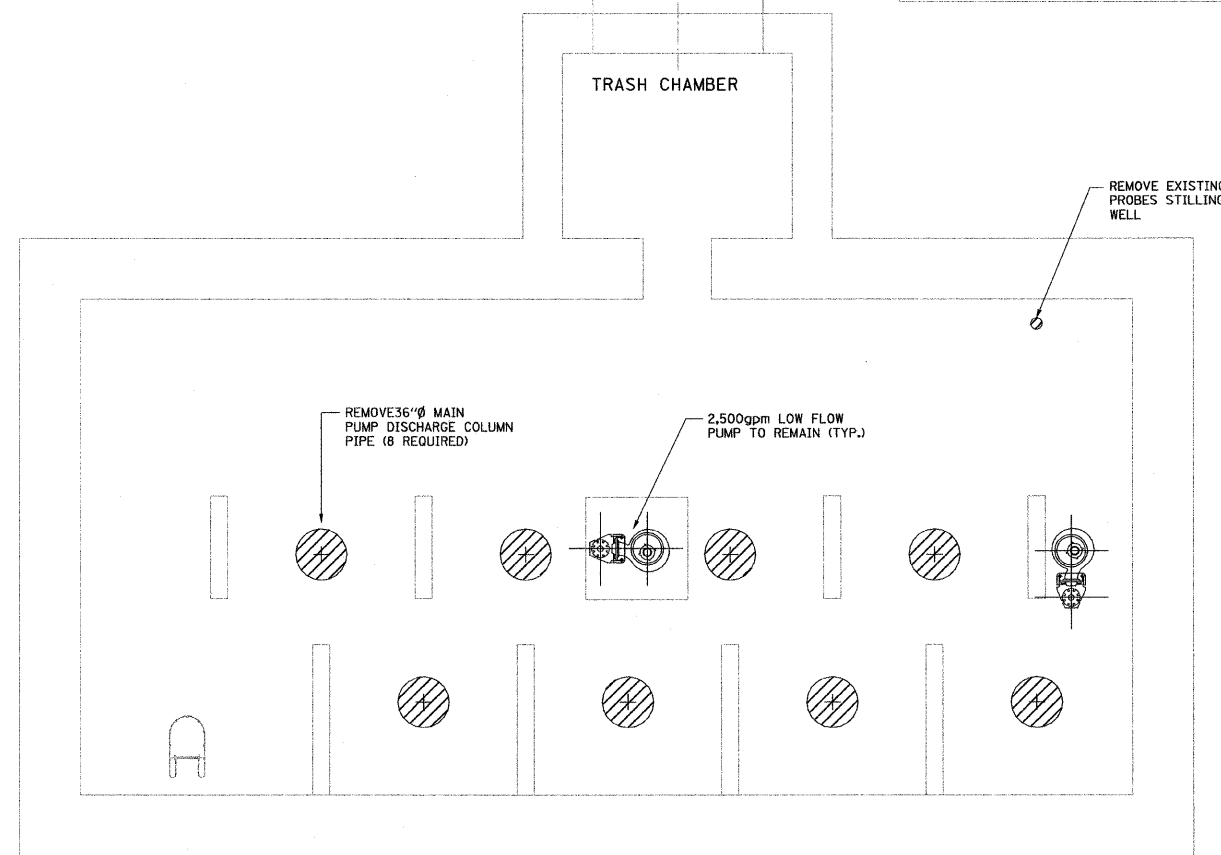 TRASH CHAMBER
REMOVE EXISTING
PROBES STILLING
WELL
REMOVE36"Ø MAIN
PUMP DISCHARGE COLUMN
PIPE (8 REQUIRED)
2,500gpm LOW FLOW
PUMP TO REMAIN (TYP.)